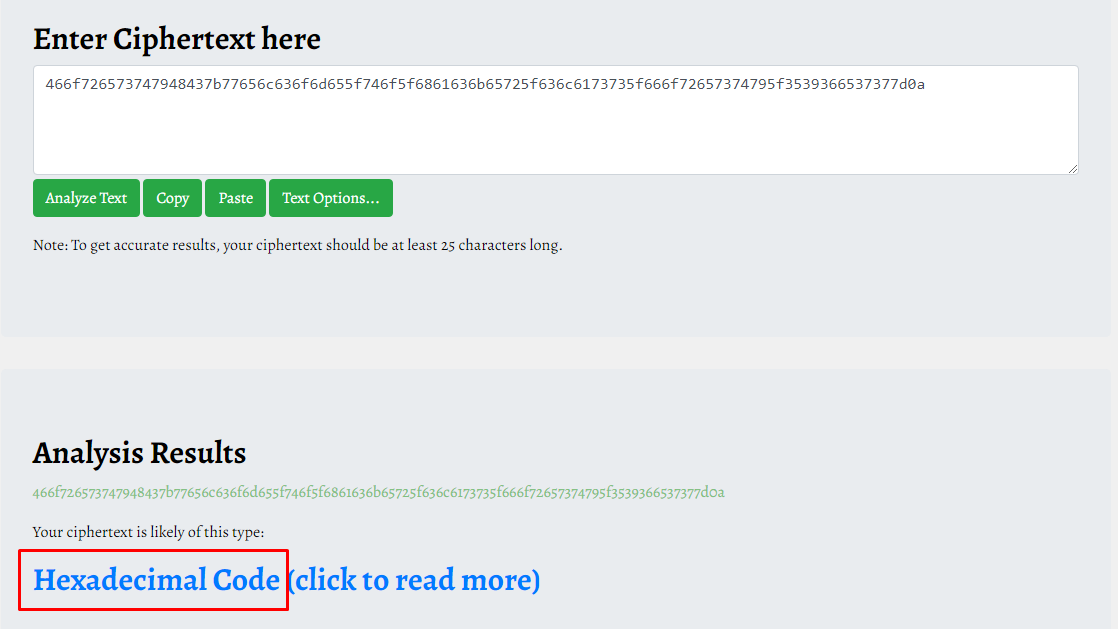 Enter Ciphertext here
466f726573747948437b77656c636f6d655f746f5f6861636b65725f636c6173735f666f72657374795f3539366537377d0a
Analyze Text Copy Paste Text Options...
Note: To get accurate results, your ciphertext should be at least 25 characters long.
Analysis Results
466f726573747948437b77656c636f6d655f746f5f6861636b65725f636c6173735f666f72657374795f3539366537377d0a
Your ciphertext is likely of this type:
Hexadecimal Code (click to read more)